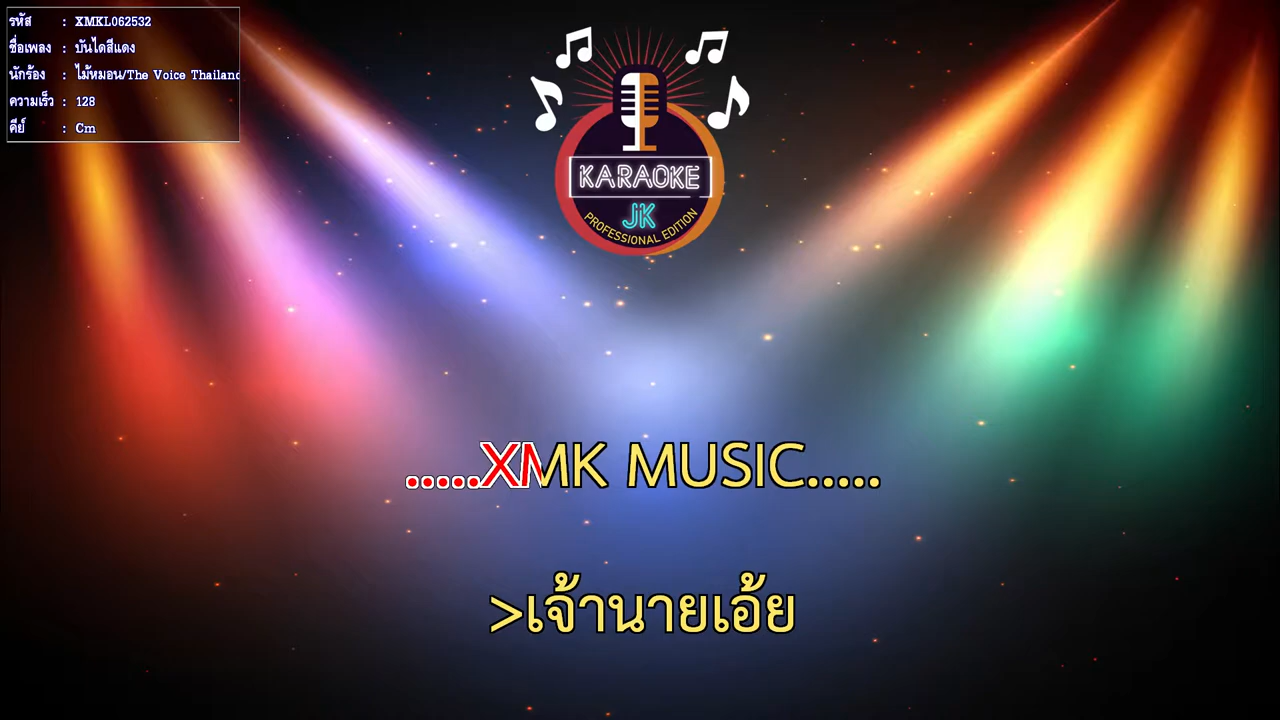 รหัส : XMKL062532
ชื่อเพลง : บันไดสีแดง
นักร้อง : ไม้หมอน/The Voice Thailand
ความเร็ว : 128
คีย์ : Cm
KARAOKE
JK
PROFESSIONAL EDITION
.....XMK MUSIC.....
>เจ้านายเอ้ย